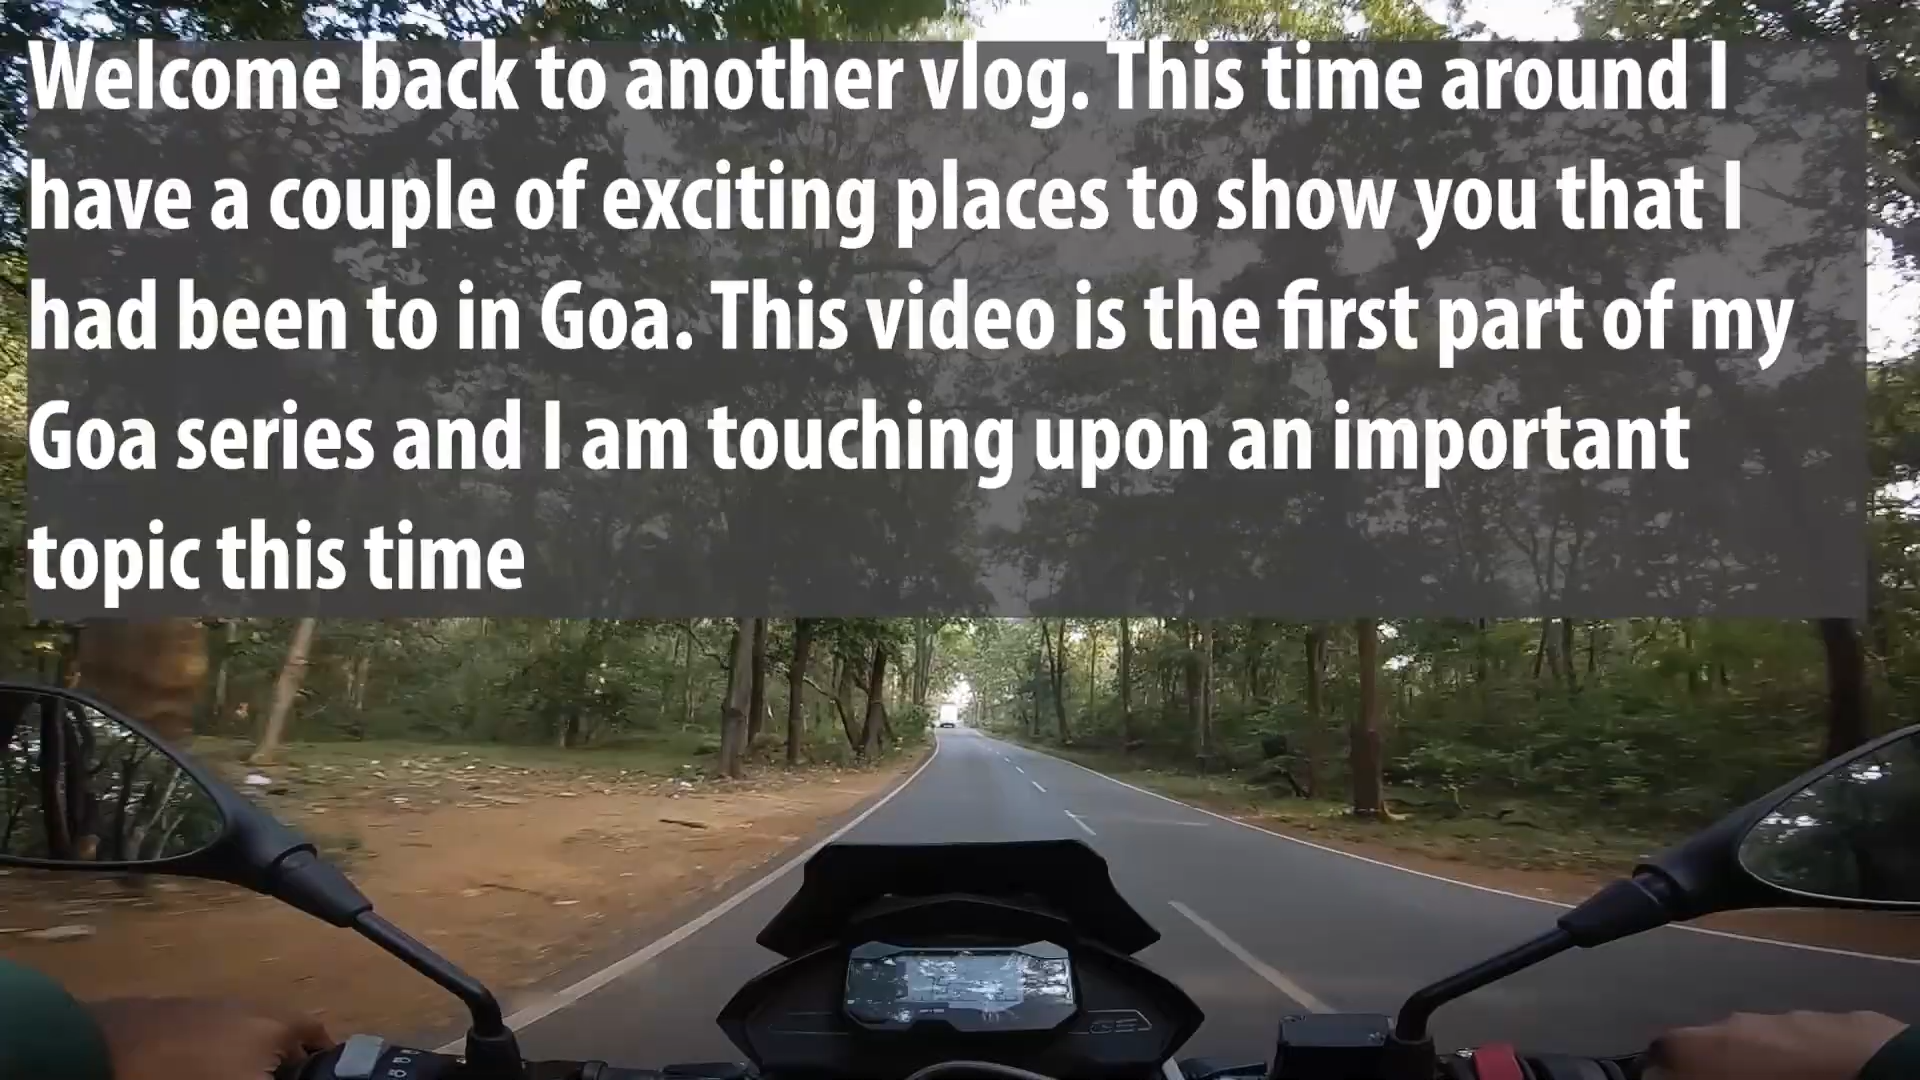 Welcome back to another vlog. This time around I
have a couple of exciting places to show you that I
had been to in Goa. This video is the first part of my
Goa series and I am touching upon an important
topic this time